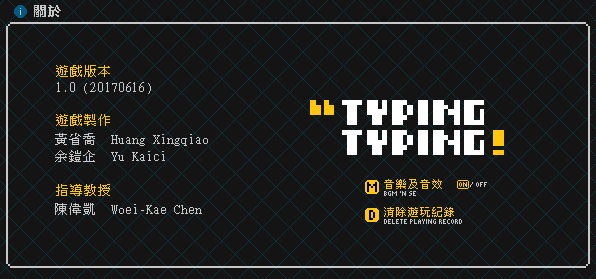 i 關於
遊戲版本
1.0 (20170616)
遊戲製作
黃省喬 Huang Xingqiao
余鎧企 Yu Kaici
指導教授
陳偉凱 Woei-Kae Chen
"TYPING
TYPING!
M 音樂及音效 ON/OFF
BGM 'N SE
D 清除遊玩紀錄
DELETE PLAYING RECORD